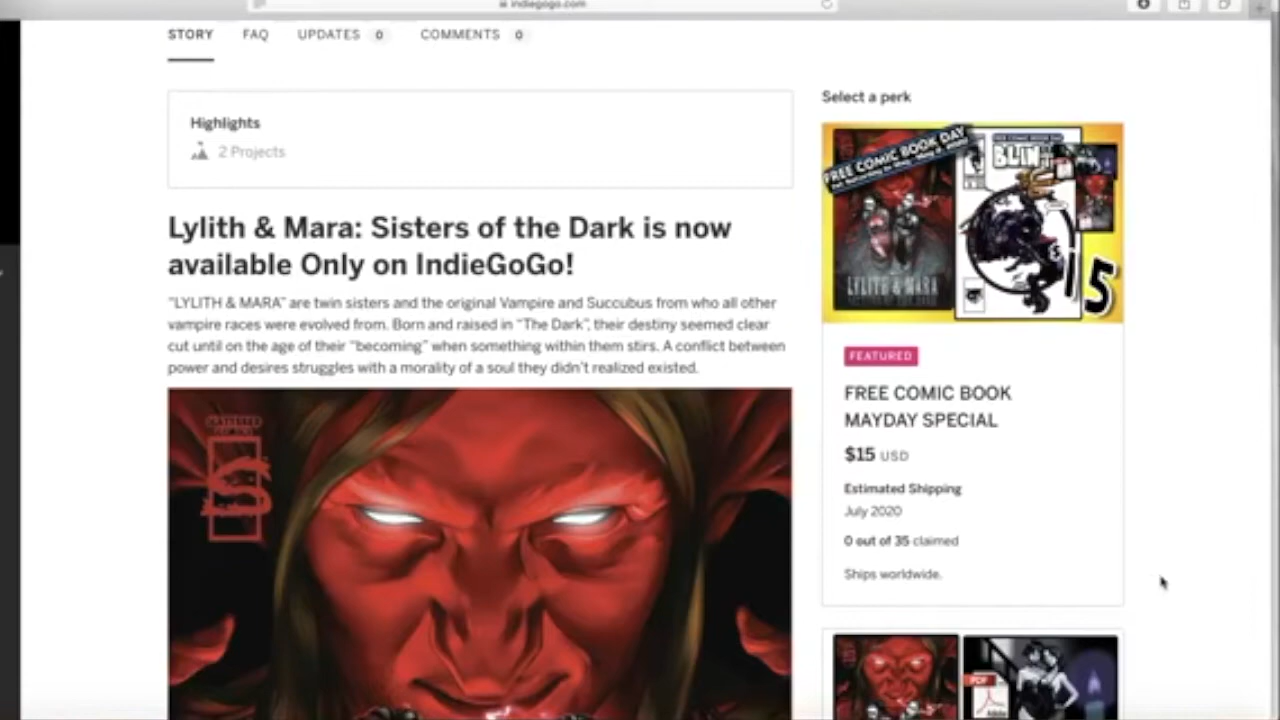 indiegogo.com
STORY FAQ UPDATES 0 COMMENTS 0
Highlights
2 Projects
Lylith & Mara: Sisters of the Dark is now
available Only on IndieGoGo!
"LYLITH & MARA" are twin sisters and the original Vampire and Succubus from who all other
vampire races were evolved from. Born and raised in "The Dark", their destiny seemed clear
cut until on the age of their "becoming" when something within them stirs. A conflict between
power and desires struggles with a morality of a soul they didn't realized existed.
S
Select a perk
FREE COMIC BOOK DAY
LYLITH & MARA
$15
FEATURED
FREE COMIC BOOK
MAYDAY SPECIAL
$15 USD
Estimated Shipping
July 2020
0 out of 35 claimed
Ships worldwide.
PDF
Adobe